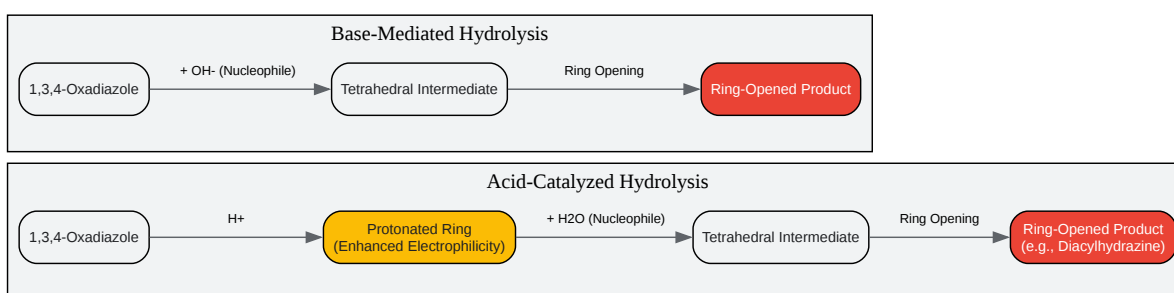 Base-Mediated Hydrolysis
1,3,4-Oxadiazole
+ OH- (Nucleophile)
Tetrahedral Intermediate
Ring Opening
Ring-Opened Product
Acid-Catalyzed Hydrolysis
1,3,4-Oxadiazole
H+
Protonated Ring
(Enhanced Electrophilicity)
+ H2O (Nucleophile)
Tetrahedral Intermediate
Ring Opening
Ring-Opened Product
(e.g., Diacylhydrazine)